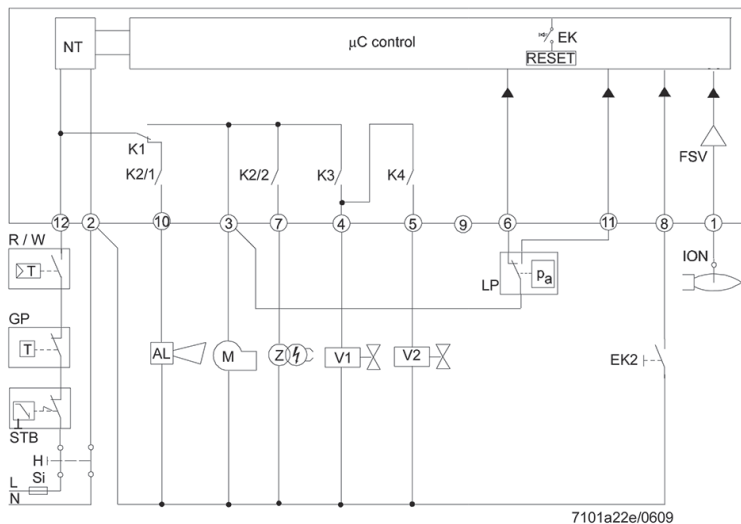 NT
µC control
EK
RESET
K1
K2/1
K2/2
K3
K4
FSV
12
2
10
3
7
4
5
9
6
11
8
1
R / W
T
LP
pa
ION
GP
T
AL
M
Z
V1
V2
EK2
STB
H
Si
L
N
7101a22e/0609